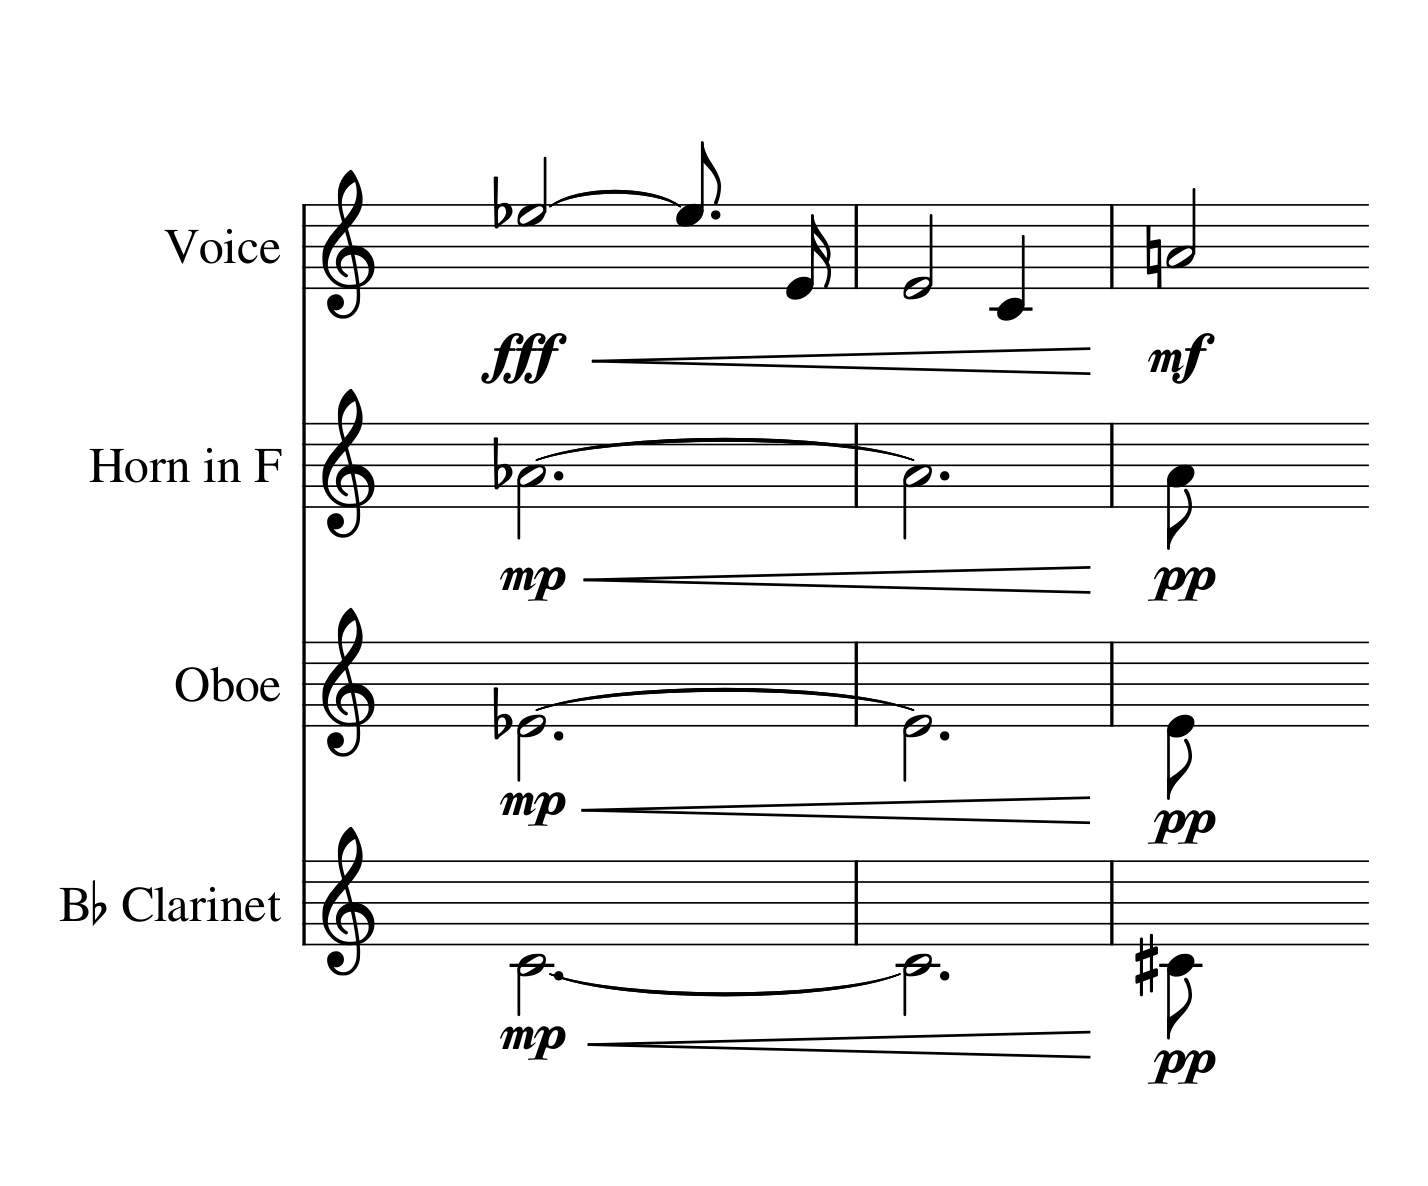 Voice
fff mf
Horn in F
mp pp
Oboe
mp pp
B♭ Clarinet
mp pp